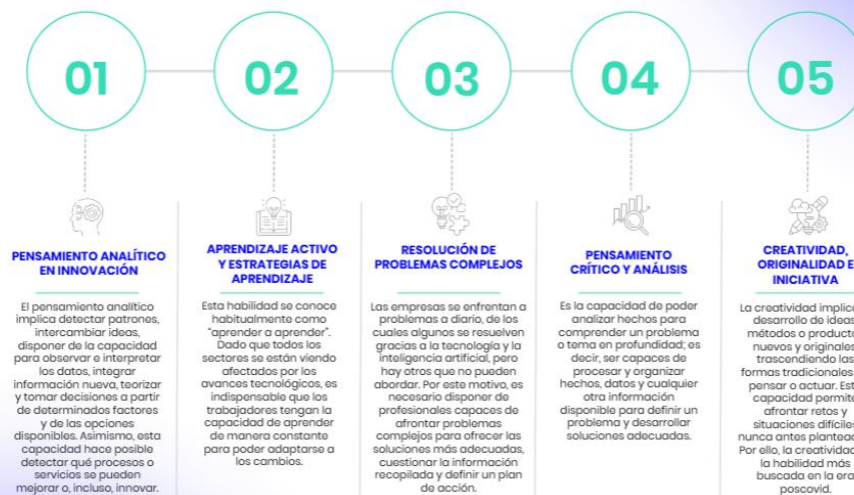 01
02
03
04
05
PENSAMIENTO ANALÍTICO
EN INNOVACIÓN
El pensamiento analítico
implica detectar patrones,
intercambiar ideas,
disponer de la capacidad
para observar e interpretar
los datos, integrar
información nueva, teorizar
y tomar decisiones a partir
de determinados factores
y de las opciones
disponibles. Asimismo, esta
capacidad hace posible
detectar qué procesos o
servicios se pueden
mejorar o, incluso, innovar.
APRENDIZAJE ACTIVO
Y ESTRATEGIAS DE
APRENDIZAJE
Esta habilidad se conoce
habitualmente como
"aprender a aprender".
Dado que todos los
sectores se están viendo
afectados por los
avances tecnológicos, es
indispensable que los
trabajadores tengan la
capacidad de aprender
de manera constante
para poder adaptarse a
los cambios.
RESOLUCIÓN DE
PROBLEMAS COMPLEJOS
Las empresas se enfrentan a
problemas a diario, de los
cuales algunos se resuelven
gracias a la tecnología y la
inteligencia artificial, pero
hay otros que no pueden
abordar. Por este motivo, es
necesario disponer de
profesionales capaces de
afrontar problemas
complejos para ofrecer las
soluciones más adecuadas,
cuestionar la información
recopilada y definir un plan
de acción.
PENSAMIENTO
CRÍTICO Y ANÁLISIS
Es la capacidad de poder
analizar hechos para
comprender un problema
o tema en profundidad; es
decir, ser capaces de
procesar y organizar
hechos, datos y cualquier
otra información
disponible para definir un
problema y desarrollar
soluciones adecuadas.
CREATIVIDAD,
ORIGINALIDAD E
INICIATIVA
La creatividad implica
desarrollo de ideas
métodos o producto
nuevos y originales
trascendiendo las
formas tradicionales
pensar o actuar. Est
capacidad permite
afrontar retos y
situaciones difíciles
nunca antes plantead
Por ello, la creatividad
la habilidad más
buscada en la era
poscovid.